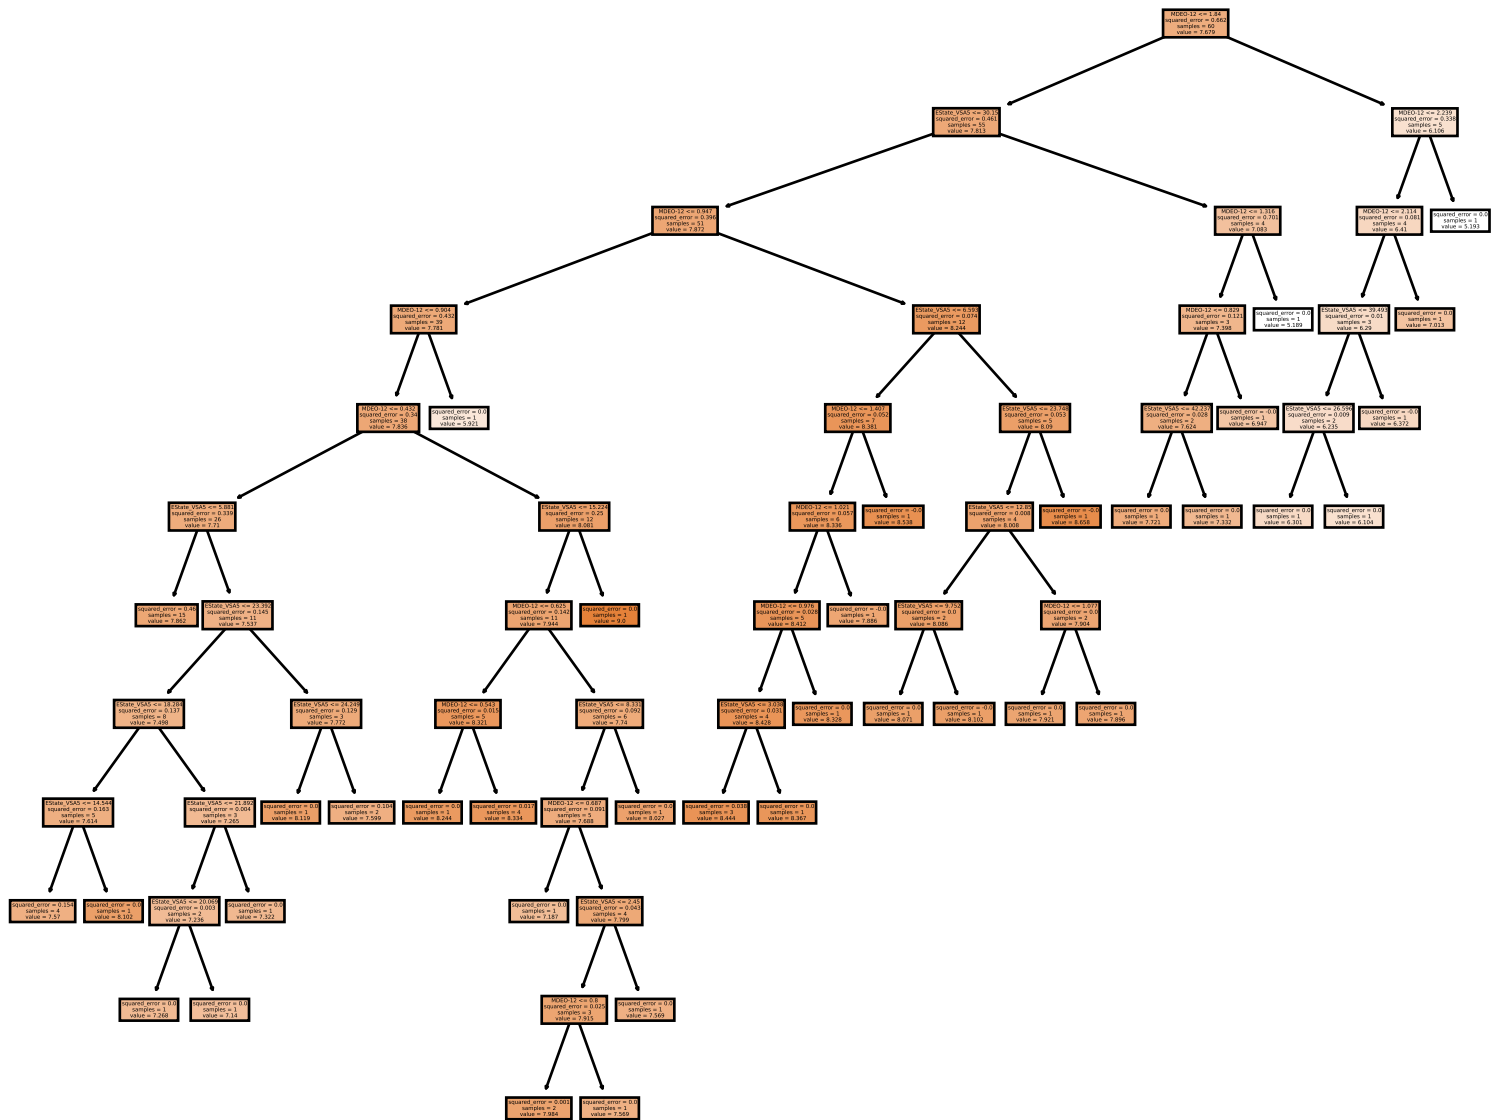 MDEO-12 <= 1.84
squared_error = 0.662
samples = 60
value = 7.679
EState_VSA5 <= 30.15
squared_error = 0.461
samples = 55
value = 7.813
MDEO-12 <= 2.239
squared_error = 0.338
samples = 5
value = 6.106
MDEO-12 <= 0.947
squared_error = 0.396
samples = 51
value = 7.872
MDEO-12 <= 1.316
squared_error = 0.701
samples = 4
value = 7.083
MDEO-12 <= 2.114
squared_error = 0.081
samples = 4
value = 6.41
squared_error = 0.0
samples = 1
value = 5.193
MDEO-12 <= 0.904
squared_error = 0.432
samples = 39
value = 7.781
EState_VSA5 <= 6.593
squared_error = 0.074
samples = 12
value = 8.244
MDEO-12 <= 0.829
squared_error = 0.121
samples = 3
value = 7.398
squared_error = 0.0
samples = 1
value = 5.189
EState_VSA5 <= 39.493
squared_error = 0.01
samples = 3
value = 6.29
squared_error = 0.0
samples = 1
value = 7.013
MDEO-12 <= 0.432
squared_error = 0.34
samples = 38
value = 7.836
squared_error = 0.0
samples = 1
value = 5.921
MDEO-12 <= 1.407
squared_error = 0.052
samples = 7
value = 8.381
EState_VSA5 <= 23.748
squared_error = 0.053
samples = 5
value = 8.09
EState_VSA5 <= 42.237
squared_error = 0.028
samples = 2
value = 7.624
squared_error = -0.0
samples = 1
value = 6.947
EState_VSA5 <= 26.596
squared_error = 0.009
samples = 2
value = 6.235
squared_error = -0.0
samples = 1
value = 6.372
EState_VSA5 <= 5.881
squared_error = 0.339
samples = 26
value = 7.71
EState_VSA5 <= 15.224
squared_error = 0.25
samples = 12
value = 8.081
MDEO-12 <= 1.021
squared_error = 0.057
samples = 6
value = 8.336
squared_error = -0.0
samples = 1
value = 8.538
EState_VSA5 <= 12.85
squared_error = 0.008
samples = 4
value = 8.008
squared_error = -0.0
samples = 1
value = 8.658
squared_error = 0.0
samples = 1
value = 7.721
squared_error = 0.0
samples = 1
value = 7.332
squared_error = 0.0
samples = 1
value = 6.301
squared_error = 0.0
samples = 1
value = 6.104
squared_error = 0.46
samples = 15
value = 7.862
EState_VSA5 <= 23.392
squared_error = 0.145
samples = 11
value = 7.537
MDEO-12 <= 0.625
squared_error = 0.142
samples = 11
value = 7.944
squared_error = 0.0
samples = 1
value = 9.0
MDEO-12 <= 0.976
squared_error = 0.028
samples = 5
value = 8.412
squared_error = -0.0
samples = 1
value = 7.886
EState_VSA5 <= 9.752
squared_error = 0.0
samples = 2
value = 8.086
MDEO-12 <= 1.077
squared_error = 0.0
samples = 2
value = 7.904
EState_VSA5 <= 18.284
squared_error = 0.137
samples = 8
value = 7.498
EState_VSA5 <= 24.249
squared_error = 0.129
samples = 3
value = 7.772
MDEO-12 <= 0.543
squared_error = 0.015
samples = 5
value = 8.321
EState_VSA5 <= 8.331
squared_error = 0.092
samples = 6
value = 7.74
EState_VSA5 <= 3.038
squared_error = 0.031
samples = 4
value = 8.428
squared_error = 0.0
samples = 1
value = 8.328
squared_error = 0.0
samples = 1
value = 8.071
squared_error = -0.0
samples = 1
value = 8.102
squared_error = 0.0
samples = 1
value = 7.921
squared_error = 0.0
samples = 1
value = 7.896
EState_VSA5 <= 14.544
squared_error = 0.163
samples = 5
value = 7.614
EState_VSA5 <= 21.892
squared_error = 0.004
samples = 3
value = 7.265
squared_error = 0.0
samples = 1
value = 8.119
squared_error = 0.104
samples = 2
value = 7.599
squared_error = 0.0
samples = 1
value = 8.244
squared_error = 0.017
samples = 4
value = 8.334
MDEO-12 <= 0.687
squared_error = 0.091
samples = 5
value = 7.688
squared_error = 0.0
samples = 1
value = 8.027
squared_error = 0.038
samples = 3
value = 8.444
squared_error = 0.0
samples = 1
value = 8.367
squared_error = 0.154
samples = 4
value = 7.57
squared_error = 0.0
samples = 1
value = 8.102
EState_VSA5 <= 20.069
squared_error = 0.003
samples = 2
value = 7.236
squared_error = 0.0
samples = 1
value = 7.322
squared_error = 0.0
samples = 1
value = 7.187
EState_VSA5 <= 2.45
squared_error = 0.043
samples = 4
value = 7.799
squared_error = 0.0
samples = 1
value = 7.268
squared_error = 0.0
samples = 1
value = 7.14
MDEO-12 <= 0.8
squared_error = 0.025
samples = 3
value = 7.915
squared_error = 0.0
samples = 1
value = 7.569
squared_error = 0.001
samples = 2
value = 7.984
squared_error = 0.0
samples = 1
value = 7.569